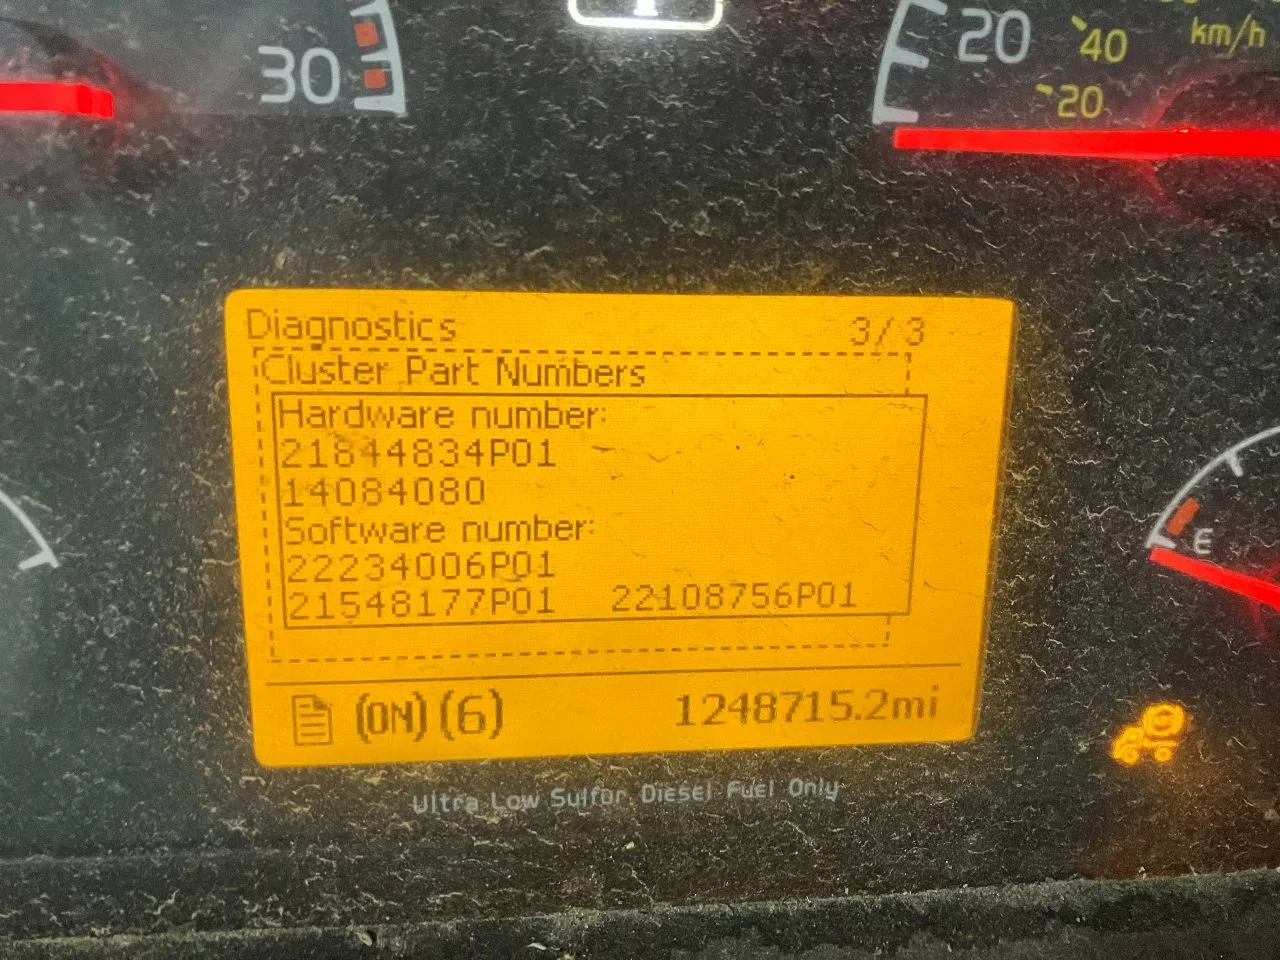 30
20
40
km/h
20
Diagnostics 3/3
Cluster Part Numbers
Hardware number:
21844834P01
14084080
Software number:
22234006P01
21548177P01 22108756P01
E
(ON) (6) 1248715.2mi
Ultra Low Sulfur Diesel Fuel Only